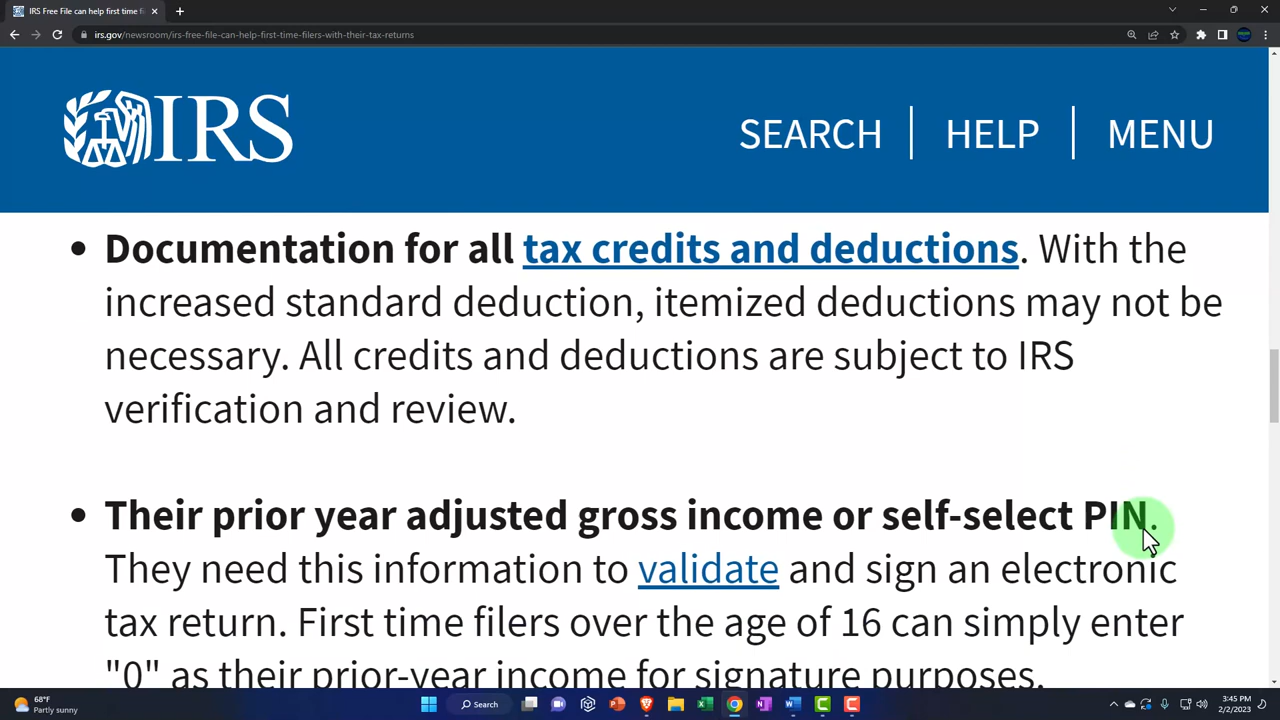 IRS Free File can help first time f
irs.gov/newsroom/irs-free-file-can-help-first-time-filers-with-their-tax-returns
IRS
SEARCH
HELP
MENU
• Documentation for all tax credits and deductions. With the
increased standard deduction, itemized deductions may not be
necessary. All credits and deductions are subject to IRS
verification and review.
• Their prior year adjusted gross income or self-select PIN.
They need this information to validate and sign an electronic
tax return. First time filers over the age of 16 can simply enter
"0" as their prior-year income for signature purposes.
68°F
Partly sunny
Search
3:45 PM
2/2/2023